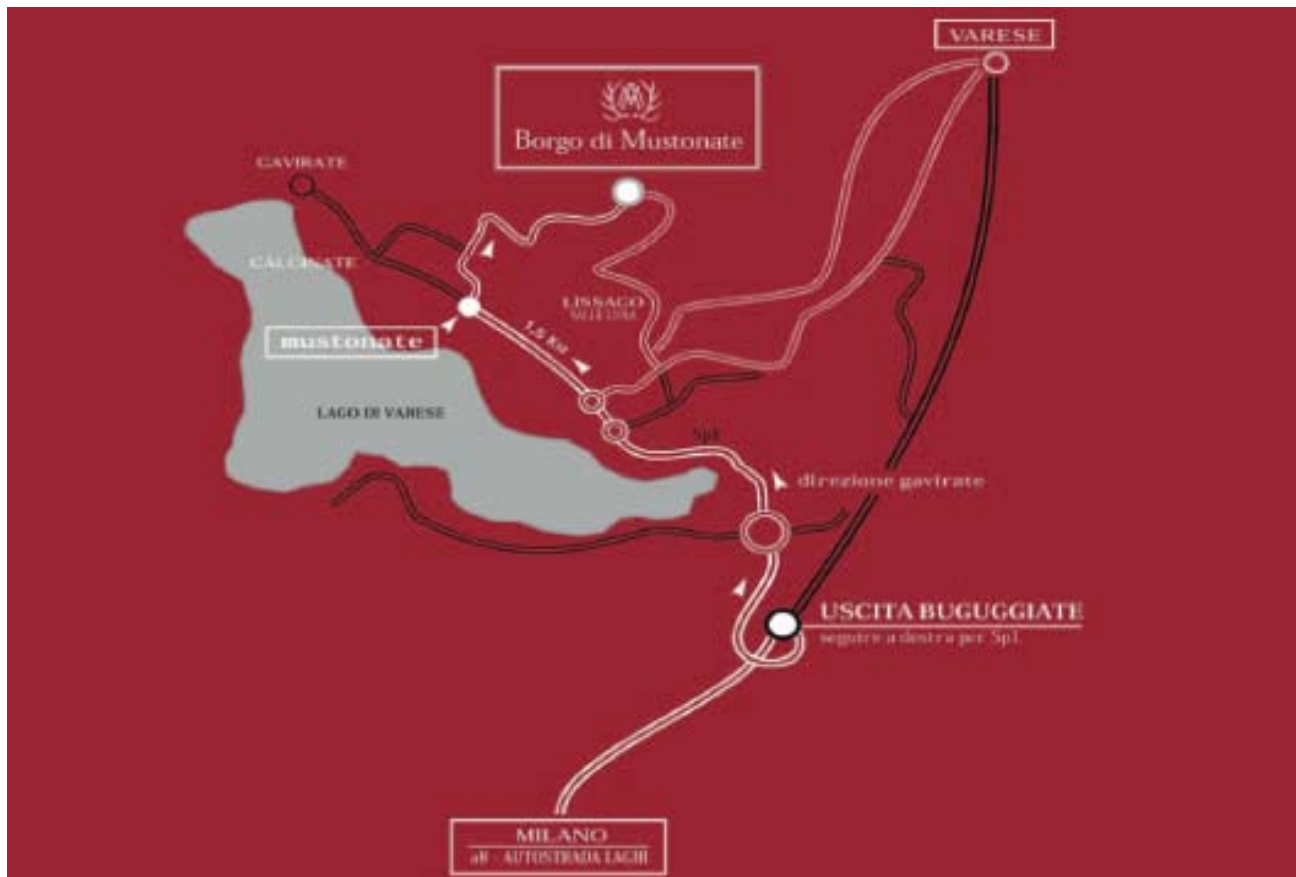 VARESE
Borgo di Mustonate
GAVIRATE
CALCINATE
LISSAGO
mustonate
1,5 Km
LAGO DI VARESE
Sp1
direzione gavirate
USCITA BUGUGGIATE
seguire a destra per Sp1
MILANO
a8 - AUTOSTRADA LAGHI